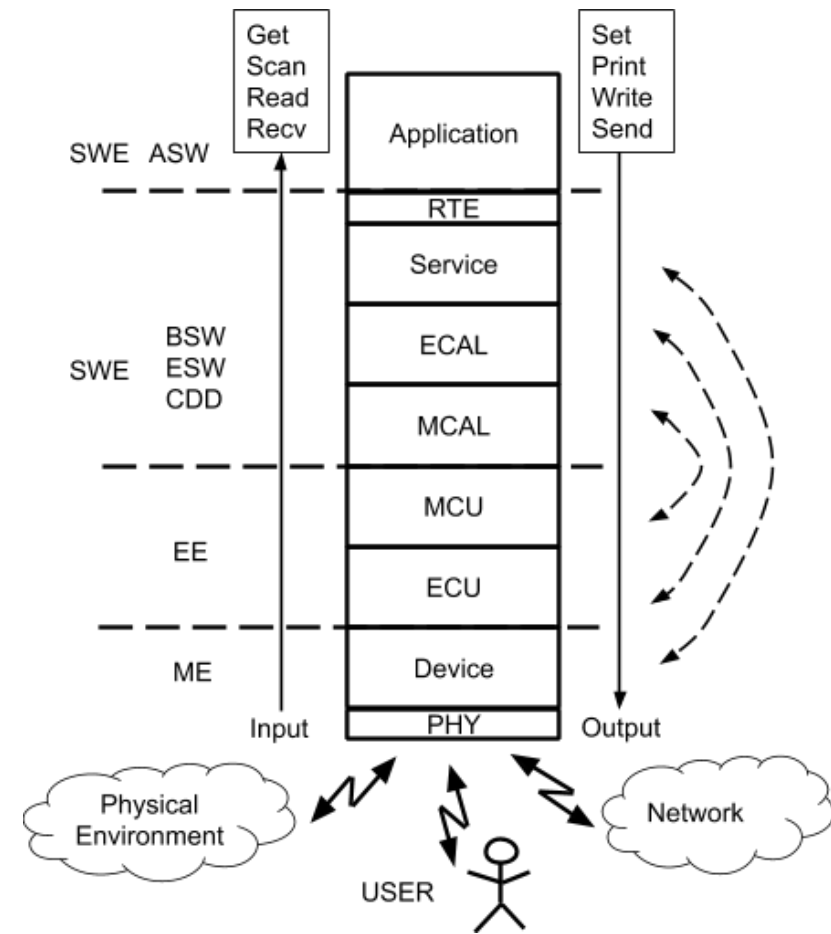 Get
Scan
Read
Recv
Set
Print
Write
Send
Application
SWE ASW
RTE
Service
BSW
ESW
CDD
SWE
ECAL
MCAL
MCU
EE
ECU
ME
Device
Input
PHY
Output
Physical
Environment
Network
USER